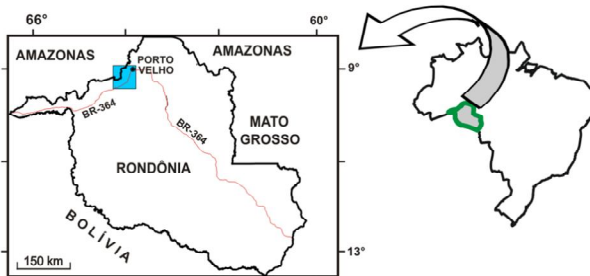 66° 60°
AMAZONAS AMAZONAS
PORTO
VELHO
9°
BR-364
BR-364
MATO
GROSSO
RONDÔNIA
BOLÍVIA
150 km
13°